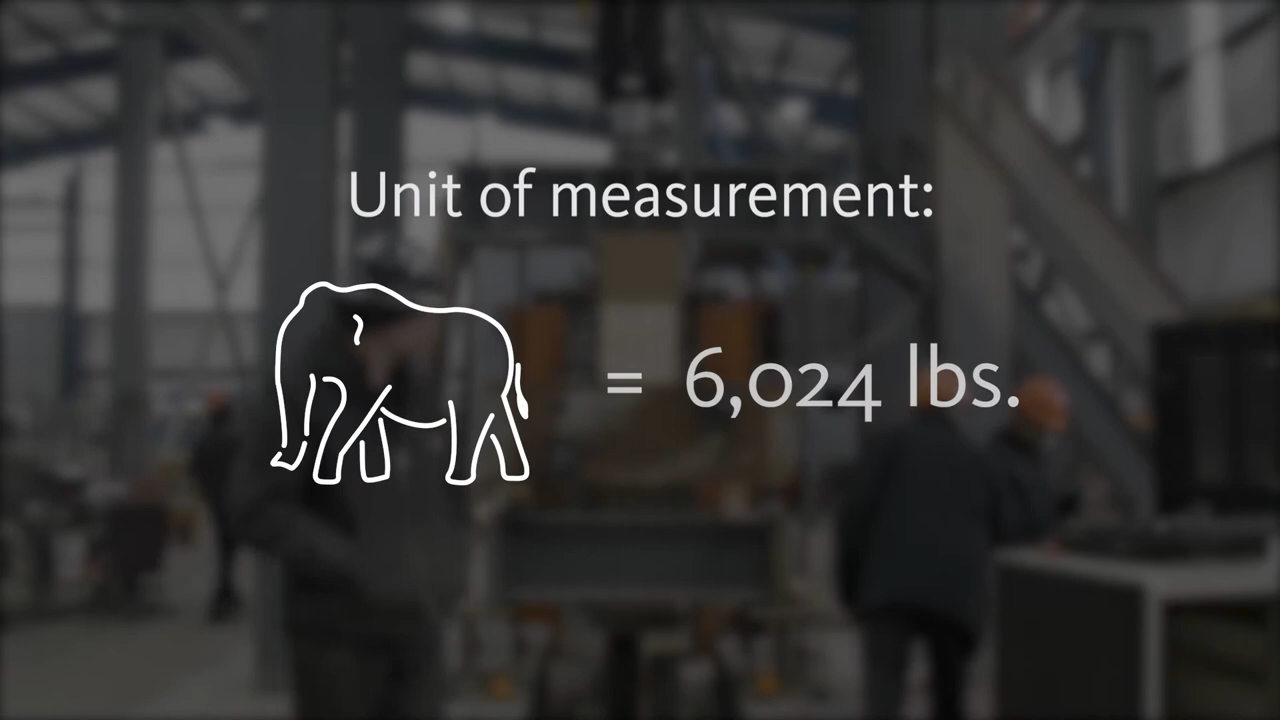 Unit of measurement:
= 6,024 lbs.